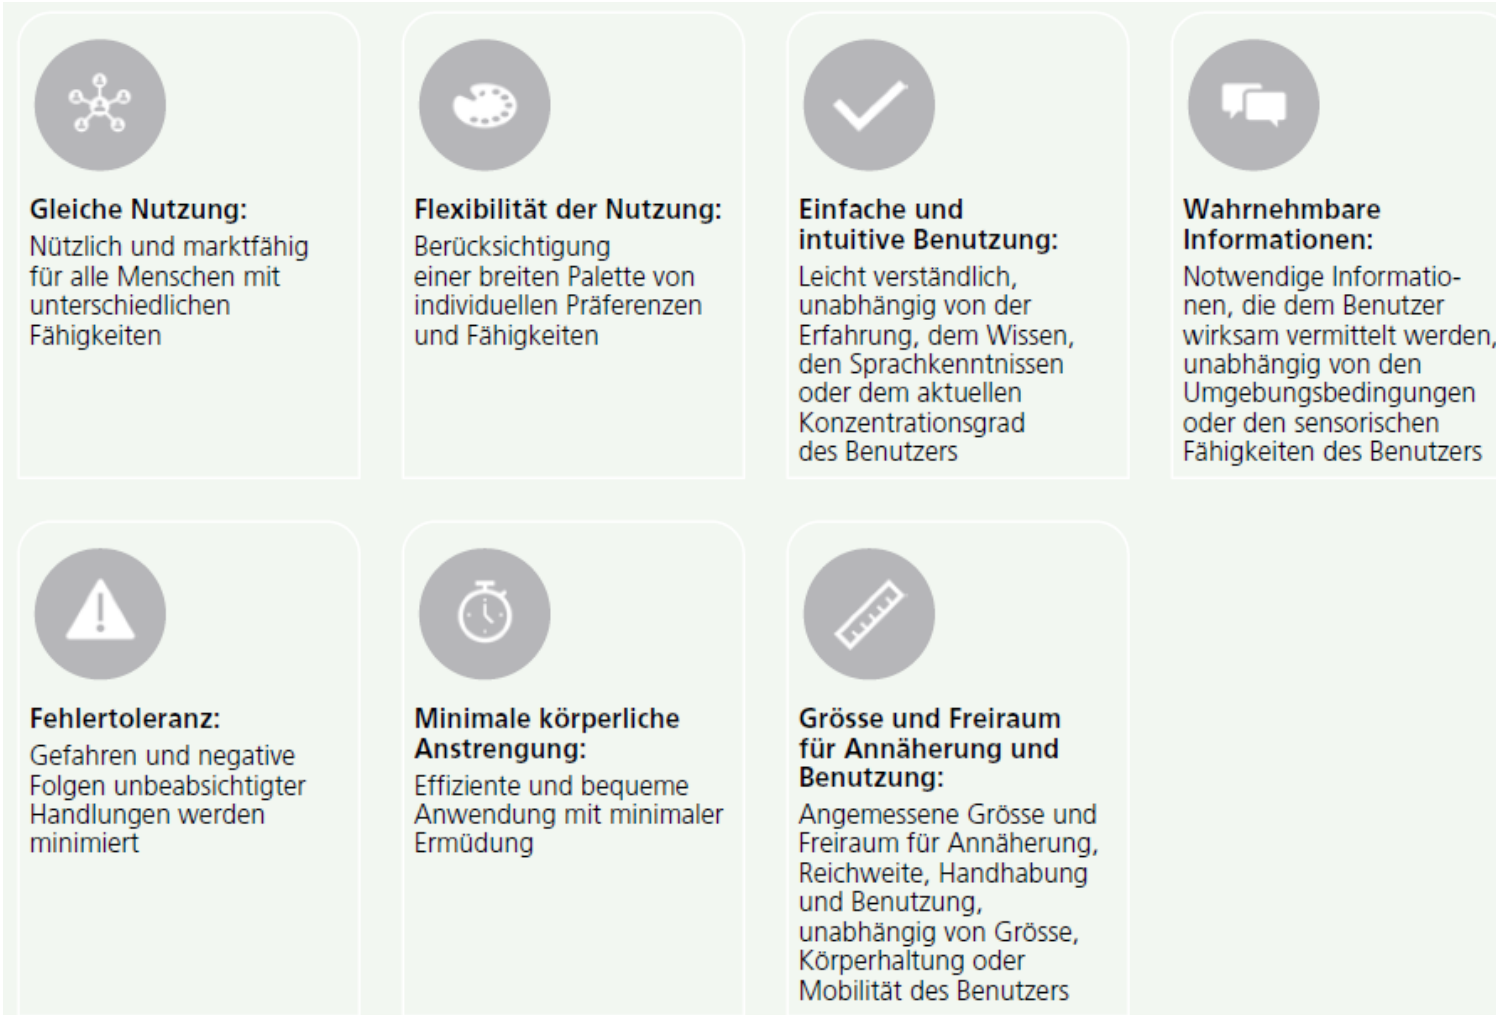 Gleiche Nutzung:
Nützlich und marktfähig
für alle Menschen mit
unterschiedlichen
Fähigkeiten
Flexibilität der Nutzung:
Berücksichtigung
einer breiten Palette von
individuellen Präferenzen
und Fähigkeiten
Einfache und
intuitive Benutzung:
Leicht verständlich,
unabhängig von der
Erfahrung, dem Wissen,
den Sprachkenntnissen
oder dem aktuellen
Konzentrationsgrad
des Benutzers
Wahrnehmbare
Informationen:
Notwendige Informatio-
nen, die dem Benutzer
wirksam vermittelt werden,
unabhängig von den
Umgebungsbedingungen
oder den sensorischen
Fähigkeiten des Benutzers
Fehlertoleranz:
Gefahren und negative
Folgen unbeabsichtigter
Handlungen werden
minimiert
Minimale körperliche
Anstrengung:
Effiziente und bequeme
Anwendung mit minimaler
Ermüdung
Grösse und Freiraum
für Annäherung und
Benutzung:
Angemessene Grösse und
Freiraum für Annäherung,
Reichweite, Handhabung
und Benutzung,
unabhängig von Grösse,
Körperhaltung oder
Mobilität des Benutzers